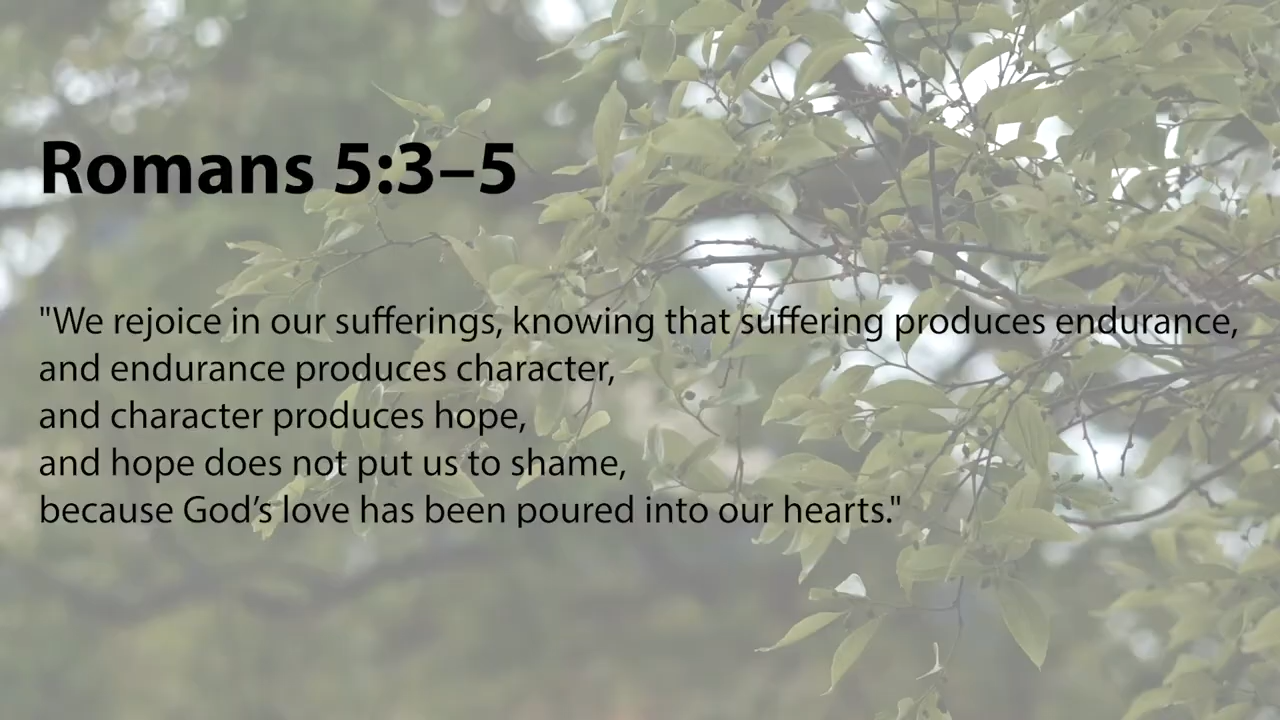 Romans 5:3–5
"We rejoice in our sufferings, knowing that suffering produces endurance,
and endurance produces character,
and character produces hope,
and hope does not put us to shame,
because God’s love has been poured into our hearts."